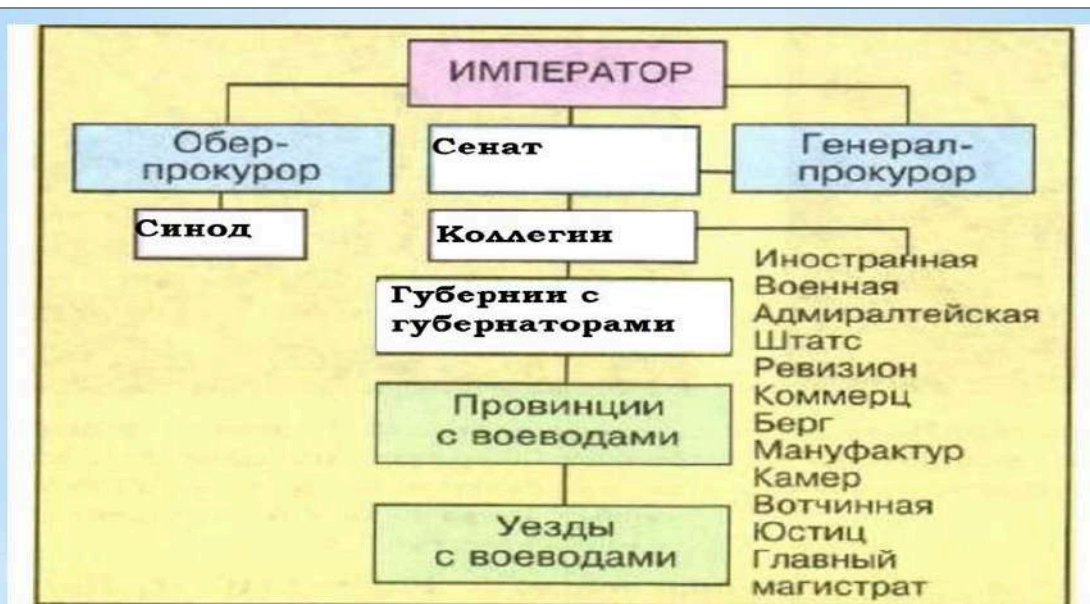 ИМПЕРАТОР
Обер-
прокурор
Сенат
Генерал-
прокурор
Синод
Коллегии
Губернии с
губернаторами
Провинции
с воеводами
Уезды
с воеводами
Иностранная
Военная
Адмиралтейская
Штатс
Ревизион
Коммерц
Берг
Мануфактур
Камер
Вотчинная
Юстиц
Главный
магистрат